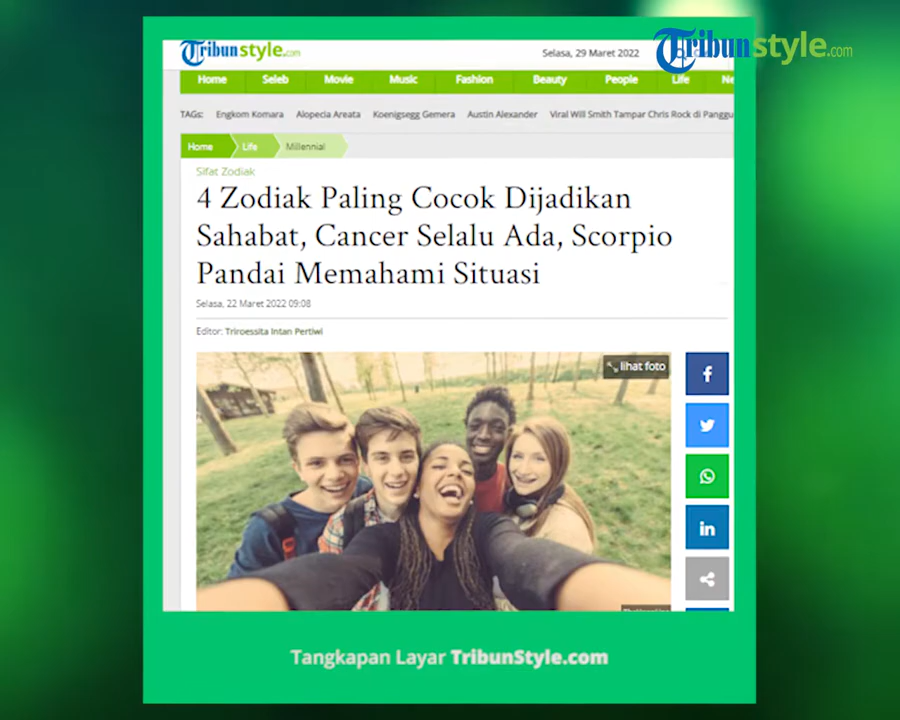 Tribunstyle.com
Selasa, 29 Maret 2022
Tribunstyle.com
Home Seleb Movie Music Fashion Beauty People Life
TAGs: Engkom Komara Alopecia Areata Koenigsegg Gemera Austin Alexander Viral Will Smith Tampar Chris Rock di Panggu
Home Life Millennial
Sifat Zodiak
4 Zodiak Paling Cocok Dijadikan
Sahabat, Cancer Selalu Ada, Scorpio
Pandai Memahami Situasi
Selasa, 22 Maret 2022 09:08
Editor: Triroessita Intan Pertiwi
lihat foto
Tangkapan Layar TribunStyle.com